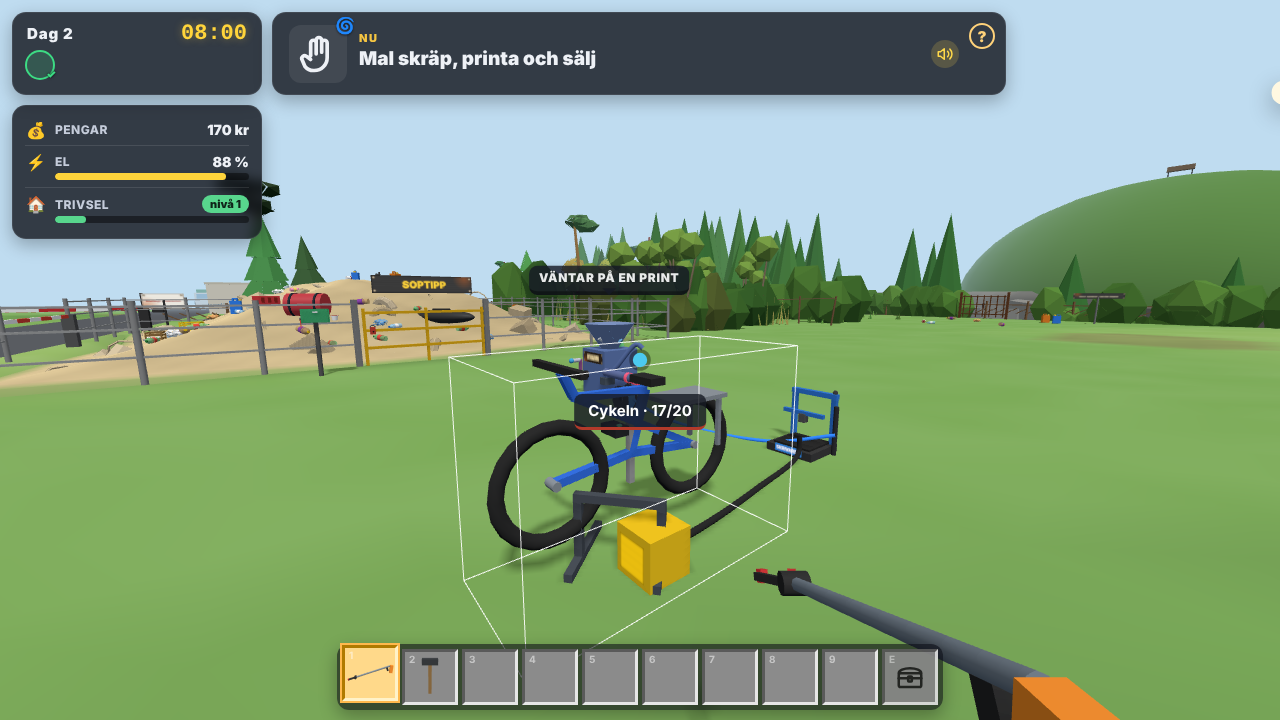 Dag 2
08:00
NU
Mal skräp, printa och sälj
?
PENGAR
170 kr
EL
88 %
TRIVSEL
nivå 1
SOPTIPP
VÄNTAR PÅ EN PRINT
Cykeln · 17/20
1
2
3
4
5
6
7
8
9
E